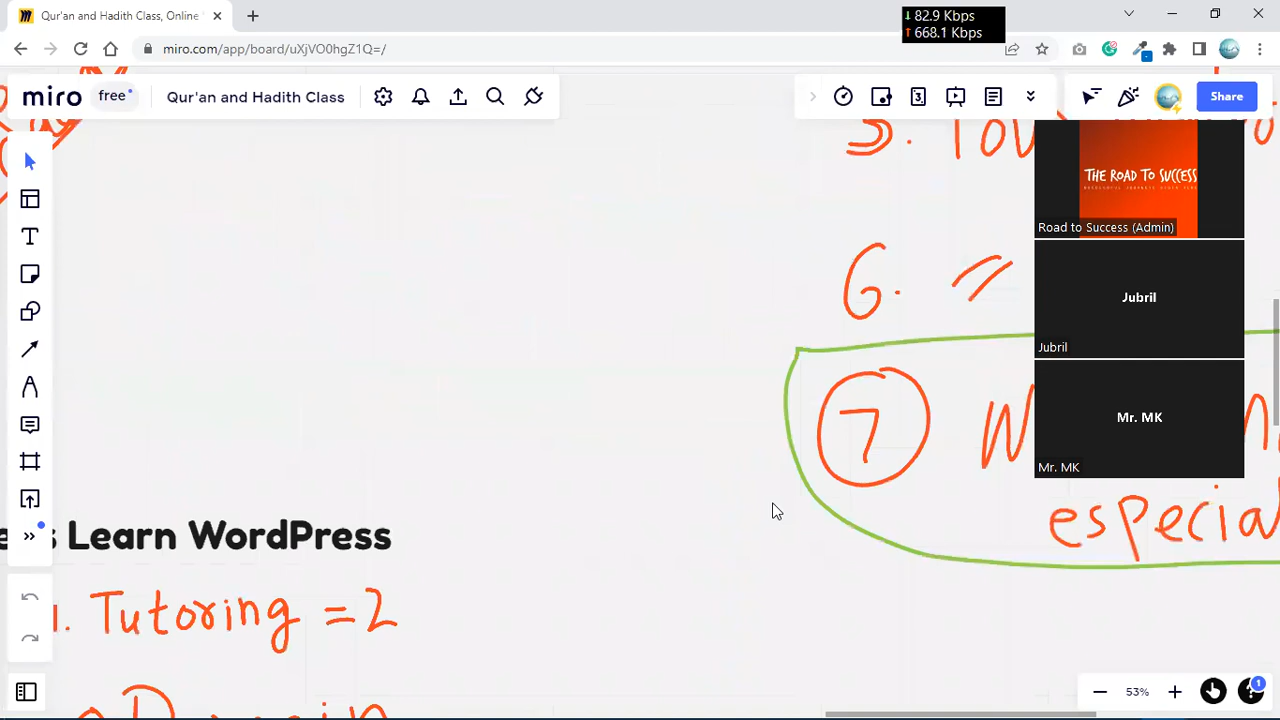 Qur'an and Hadith Class, Online
82.9 Kbps
668.1 Kbps
miro.com/app/board/uXjVO0hgZ1Q=/
miro free Qur'an and Hadith Class
Share
5.
THE ROAD TO SUCCESS
Road to Success (Admin)
6. =
Jubril
Jubril
7
Mr. MK
Mr. MK
especial
Learn WordPress
1. Tutoring = 2
53%
1